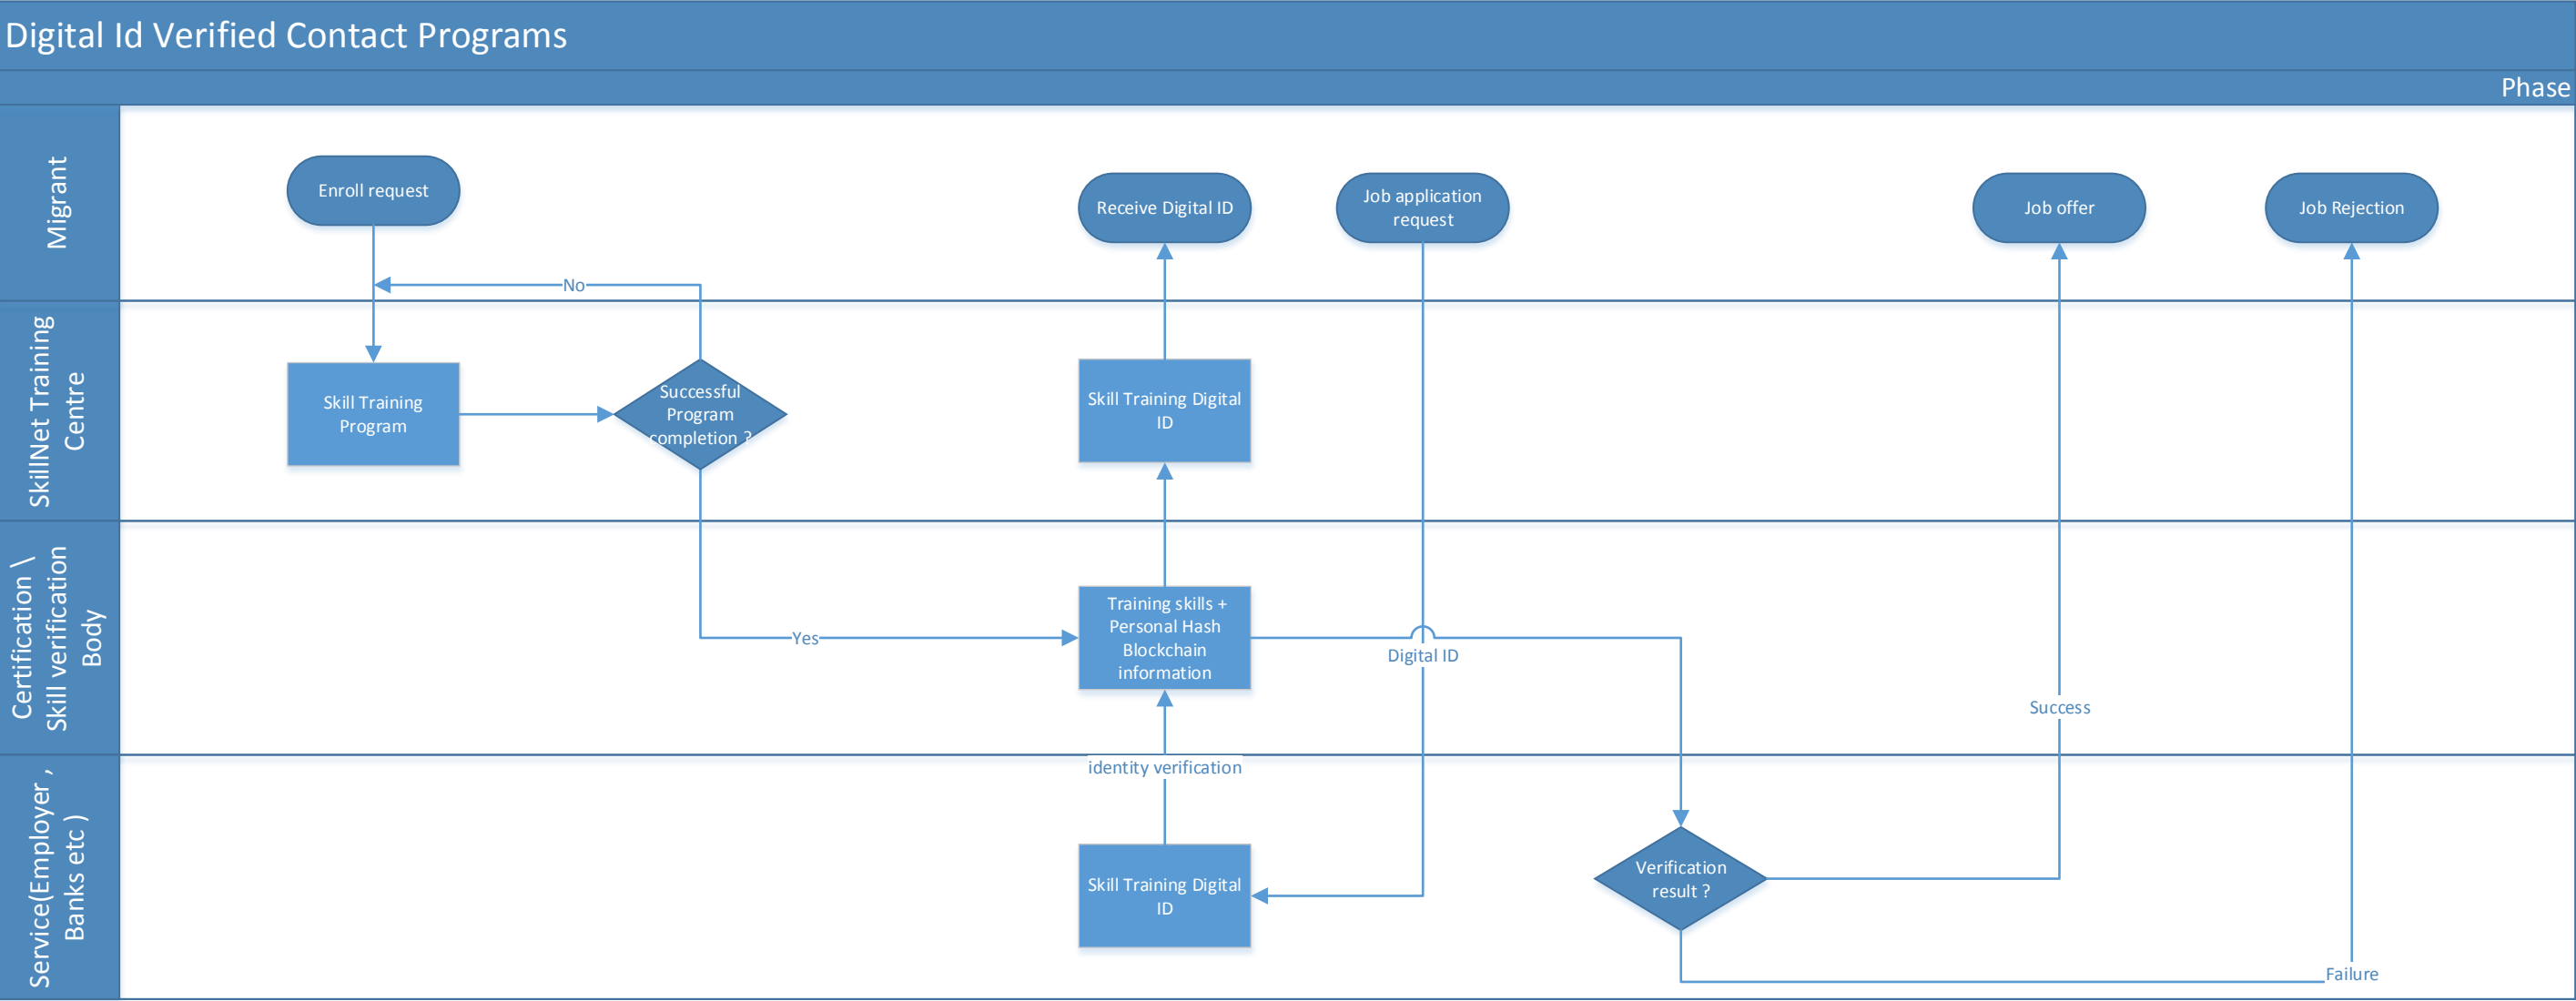 Digital Id Verified Contact Programs
Phase
Migrant
Enroll request
Receive Digital ID
Job application
request
Job offer
Job Rejection
No
SkillNet Training
Centre
Skill Training
Program
Successful
Program
completion ?
Skill Training Digital
ID
Certification \
Skill verification
Body
Yes
Training skills +
Personal Hash
Blockchain
information
Digital ID
Success
Service(Employer ,
Banks etc )
identity verification
Skill Training Digital
ID
Verification
result ?
Failure